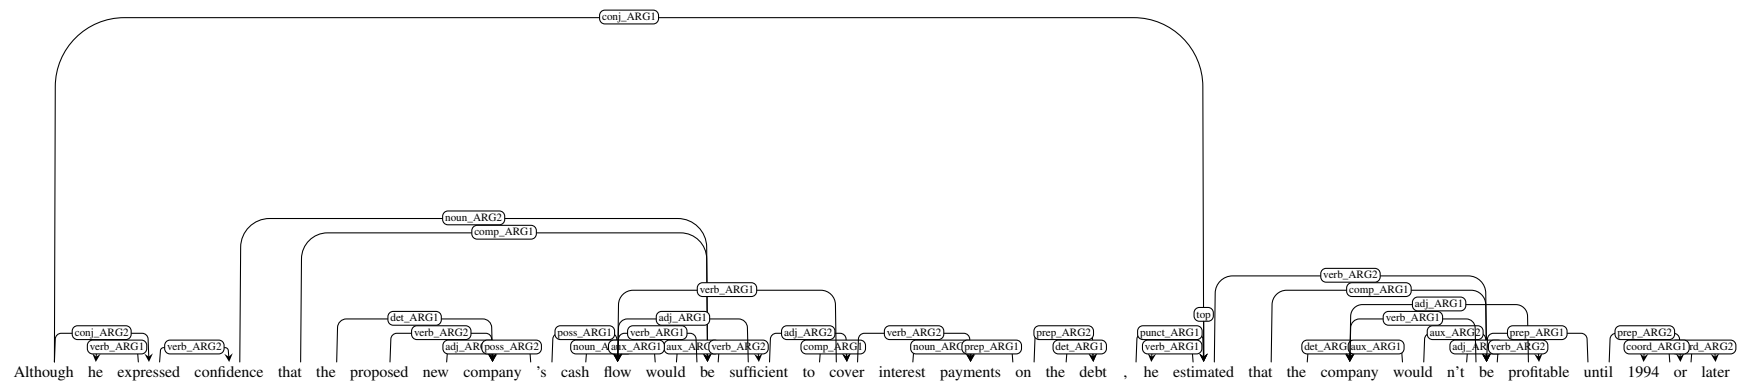 conj_ARG1
noun_ARG2
comp_ARG1
verb_ARG2
verb_ARG1 comp_ARG1
adj_ARG1
top
det_ARG1 adj_ARG1 verb_ARG1
conj_ARG2 verb_ARG2 poss_ARG1 verb_ARG1 adj_ARG2 verb_ARG2 prep_ARG2 punct_ARG1 aux_ARG2 prep_ARG1 prep_ARG2
verb_ARG1 verb_ARG2 poss_ARG2 aux_ARG1 verb_ARG2 comp_ARG1 prep_ARG1 det_ARG1 verb_ARG1 aux_ARG1 verb_ARG2 coord_ARG1
Although he expressed confidence that the proposed new company 's cash flow would be sufficient to cover interest payments on the debt , he estimated that the company would n't be profitable until 1994 or later